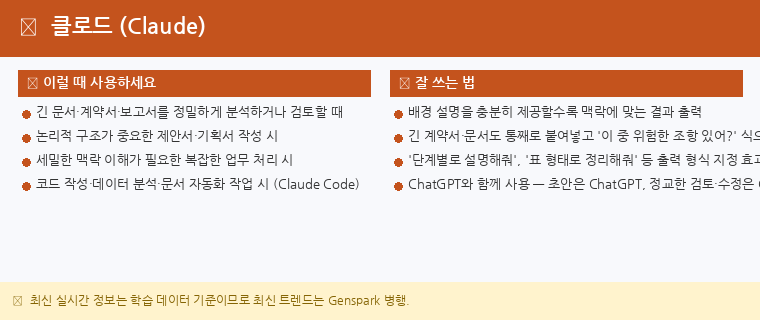 클로드 (Claude)
이럴 때 사용하세요
긴 문서·계약서·보고서를 정밀하게 분석하거나 검토할 때
논리적 구조가 중요한 제안서·기획서 작성 시
세밀한 맥락 이해가 필요한 복잡한 업무 처리 시
코드 작성·데이터 분석·문서 자동화 작업 시 (Claude Code)
잘 쓰는 법
배경 설명을 충분히 제공할수록 맥락에 맞는 결과 출력
긴 계약서·문서도 통째로 붙여넣고 '이 중 위험한 조항 있어?' 식으
'단계별로 설명해줘', '표 형태로 정리해줘' 등 출력 형식 지정 효과
ChatGPT와 함께 사용 — 초안은 ChatGPT, 정교한 검토·수정은
최신 실시간 정보는 학습 데이터 기준이므로 최신 트렌드는 Genspark 병행.